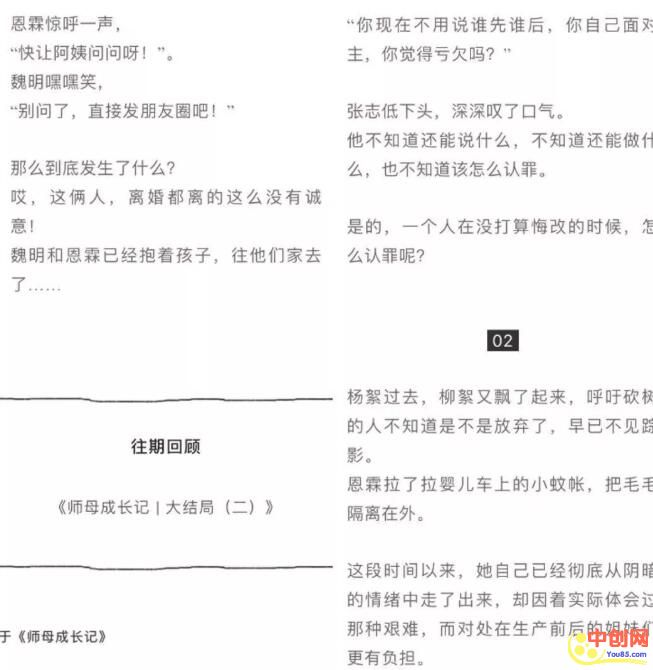 恩霖惊呼一声，
“快让阿姨问问呀！”。
魏明嘿嘿笑，
“别问了，直接发朋友圈吧！”
那么到底发生了什么？
哎，这俩人，离婚都离的这么没有诚
意！
魏明和恩霖已经抱着孩子，往他们家去
了……
往期回顾
《师母成长记 | 大结局（二）》
于《师母成长记》
“你现在不用说谁先谁后，你自己面对
主，你觉得亏欠吗？”
张志低下头，深深叹了口气。
他不知道还能说什么，不知道还能做什
么，也不知道该怎么认罪。
是的，一个人在没打算悔改的时候，怎
么认罪呢？
02
杨絮过去，柳絮又飘了起来，呼吁砍树
的人不知道是不是放弃了，早已不见踪
影。
恩霖拉了拉婴儿车上的小蚊帐，把毛毛
隔离在外。
这段时间以来，她自己已经彻底从阴暗
的情绪中走了出来，却因着实际体会过
那种艰难，而对处在生产前后的姐妹们
更有负担。
中创网
You85.com